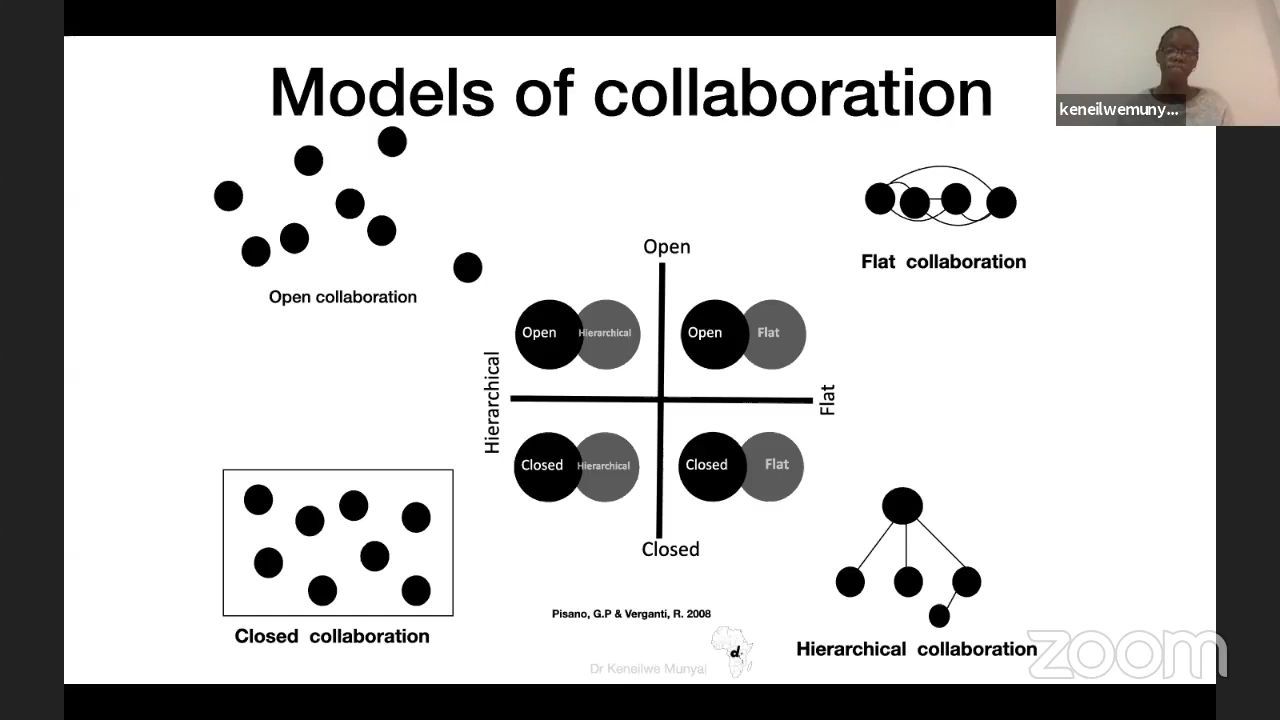 Models of collaboration
keneilwemuny...
Open collaboration
Flat collaboration
Open
Open
Hierarchical
Open
Flat
Hierarchical
Flat
Closed
Hierarchical
Closed
Flat
Closed
Closed collaboration
Pisano, G.P & Verganti, R. 2008
Hierarchical collaboration
d.
Dr Keneilwe Munyai
zoom